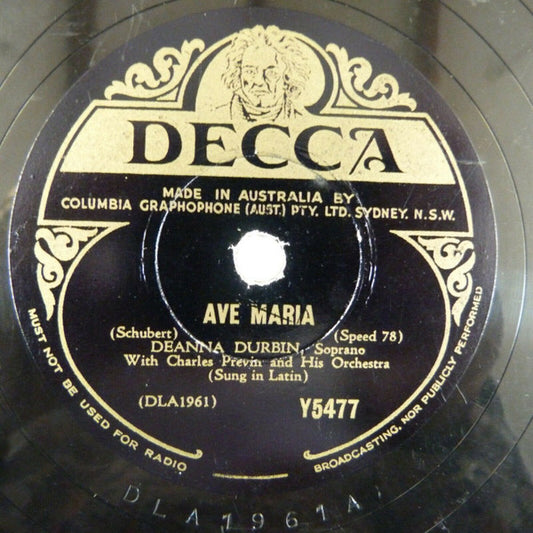 DECCA
MADE IN AUSTRALIA BY
COLUMBIA GRAPHOPHONE (AUST.) PTY. LTD. SYDNEY. N.S.W.
AVE MARIA
(Schubert) (Speed 78)
DEANNA DURBIN, Soprano
With Charles Previn and His Orchestra
(Sung in Latin)
(DLA1961) Y5477
MUST NOT BE USED FOR RADIO BROADCASTING, NOR PUBLICLY PERFORMED
DLA1961A